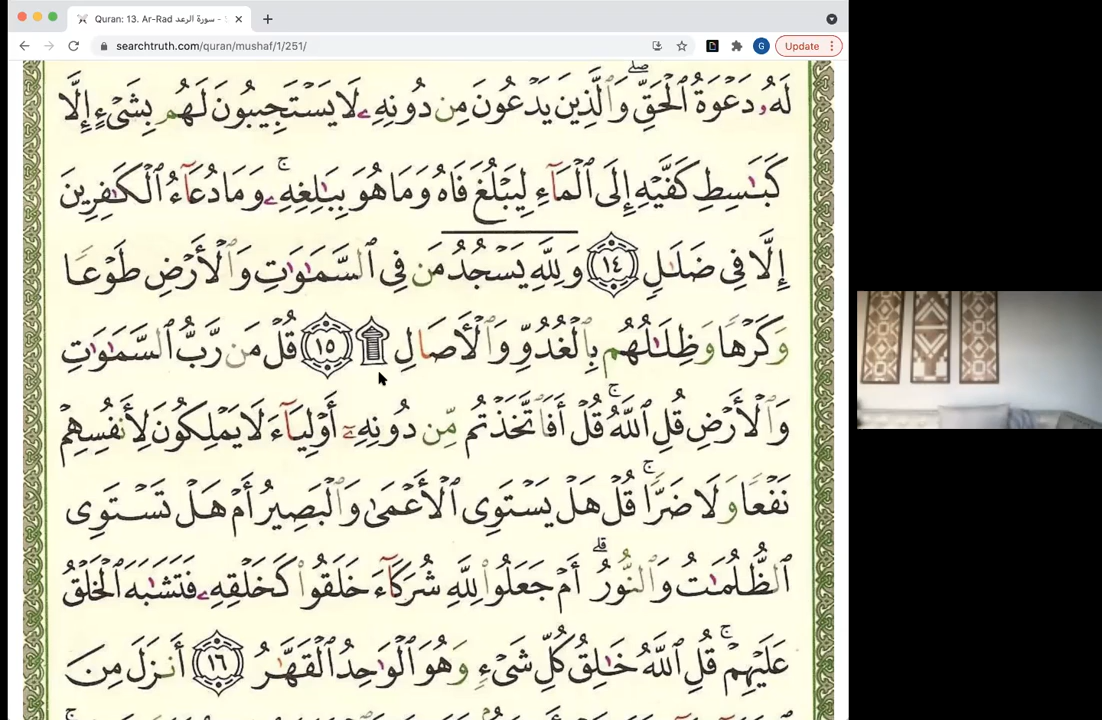 Quran: 13. Ar-Rad سورة الرعد -
searchtruth.com/quran/mushaf/1/251/
G
Update
لَهُۥ دَعْوَةُ ٱلْحَقِّ ۖ وَٱلَّذِينَ يَدْعُونَ مِن دُونِهِۦ لَا يَسْتَجِيبُونَ لَهُم بِشَىْءٍ إِلَّا
كَبَٰسِطِ كَفَّيْهِ إِلَى ٱلْمَآءِ لِيَبْلُغَ فَاهُ وَمَا هُوَ بِبَٰلِغِهِۦ ۚ وَمَا دُعَآءُ ٱلْكَٰفِرِينَ
إِلَّا فِى ضَلَٰلٍ ١٤ وَلِلَّهِ يَسْجُدُ مَن فِى ٱلسَّمَٰوَٰتِ وَٱلْأَرْضِ طَوْعًا
وَكَرْهًا وَظِلَٰلُهُم بِٱلْغُدُوِّ وَٱلْءَاصَالِ ۩ ١٥ قُلْ مَن رَّبُّ ٱلسَّمَٰوَٰتِ
وَٱلْأَرْضِ قُلِ ٱللَّهُ ۚ قُلْ أَفَٱتَّخَذْتُم مِّن دُونِهِۦٓ أَوْلِيَآءَ لَا يَمْلِكُونَ لِأَنفُسِهِمْ
نَفْعًا وَلَا ضَرًّا ۚ قُلْ هَلْ يَسْتَوِى ٱلْأَعْمَىٰ وَٱلْبَصِيرُ أَمْ هَلْ تَسْتَوِى
ٱلظُّلُمَٰتُ وَٱلنُّورُ ۗ أَمْ جَعَلُوا۟ لِلَّهِ شُرَكَآءَ خَلَقُوا۟ كَخَلْقِهِۦ فَتَشَٰبَهَ ٱلْخَلْقُ
عَلَيْهِمْ ۚ قُلِ ٱللَّهُ خَٰلِقُ كُلِّ شَىْءٍ وَهُوَ ٱلْوَٰحِدُ ٱلْقَهَّٰرُ ١٦ أَنزَلَ مِنَ